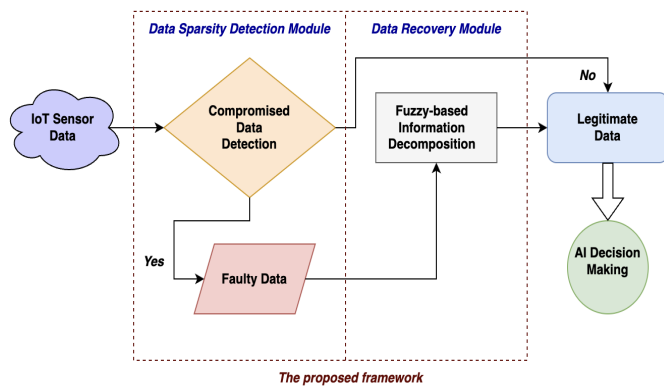 Data Sparsity Detection Module
Data Recovery Module
No
IoT Sensor
Data
Compromised
Data
Detection
Fuzzy-based
Information
Decomposition
Legitimate
Data
Yes
Faulty Data
AI Decision
Making
The proposed framework